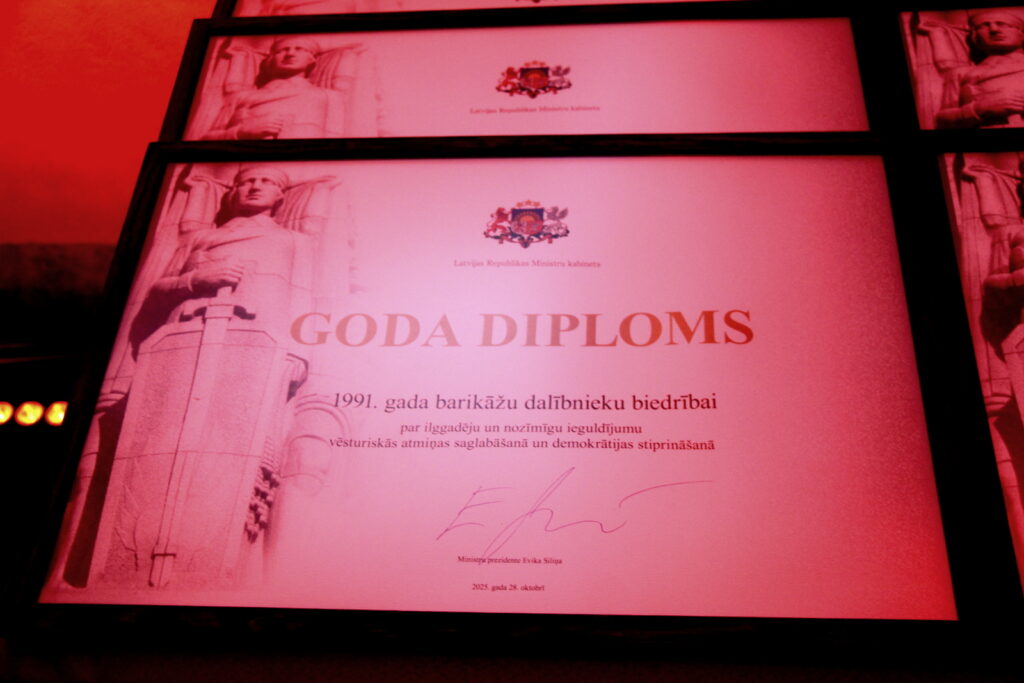 Latvijas Republikas Ministru kabinets
Latvijas Republikas Ministru kabinets
GODA DIPLOMS
1991. gada barikāžu dalībnieku biedrībai
par ilggadēju un nozīmīgu ieguldījumu
vēsturiskās atmiņas saglabāšanā un demokrātijas stiprināšanā
Ministru prezidente Evika Siliņa
2025. gada 28. oktobrī